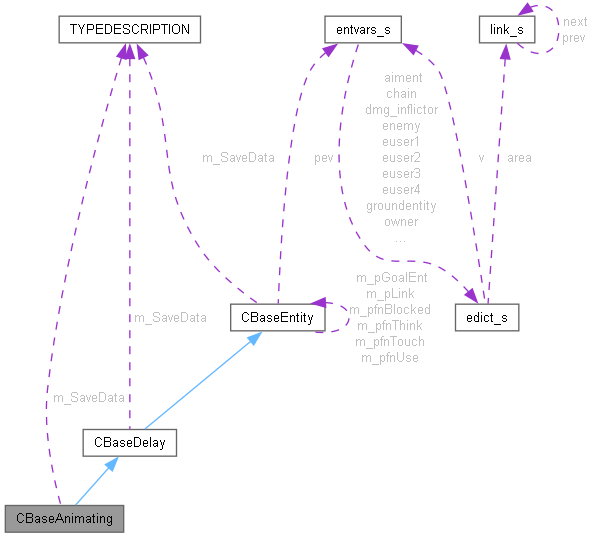 TYPEDESCRIPTION
entvars_s
link_s
next
prev
aiment
chain
dmg_inflictor
enemy
euser1
euser2
euser3
euser4
groundentity
owner
...
m_SaveData
pev
v
area
m_pGoalEnt
m_pLink
m_pfnBlocked
m_pfnThink
m_pfnTouch
m_pfnUse
CBaseEntity
edict_s
m_SaveData
m_SaveData
CBaseDelay
CBaseAnimating